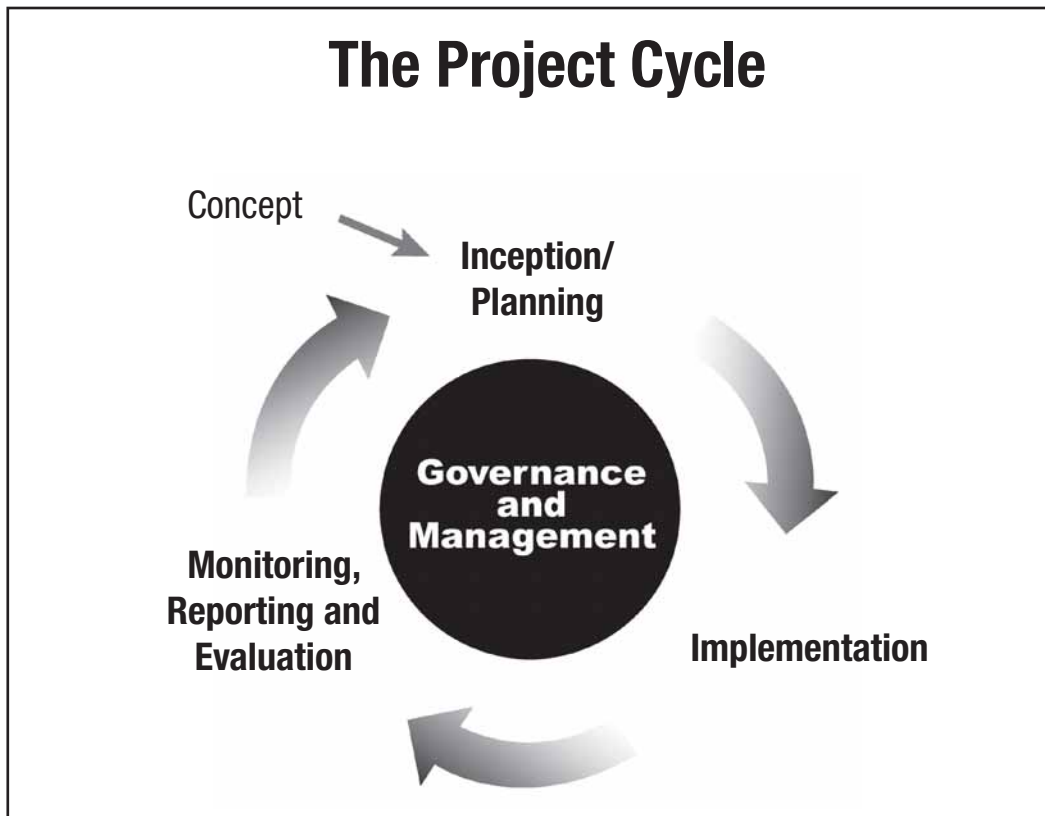 The Project Cycle
Concept
Inception/
Planning
Governance
and
Management
Monitoring,
Reporting and
Evaluation
Implementation